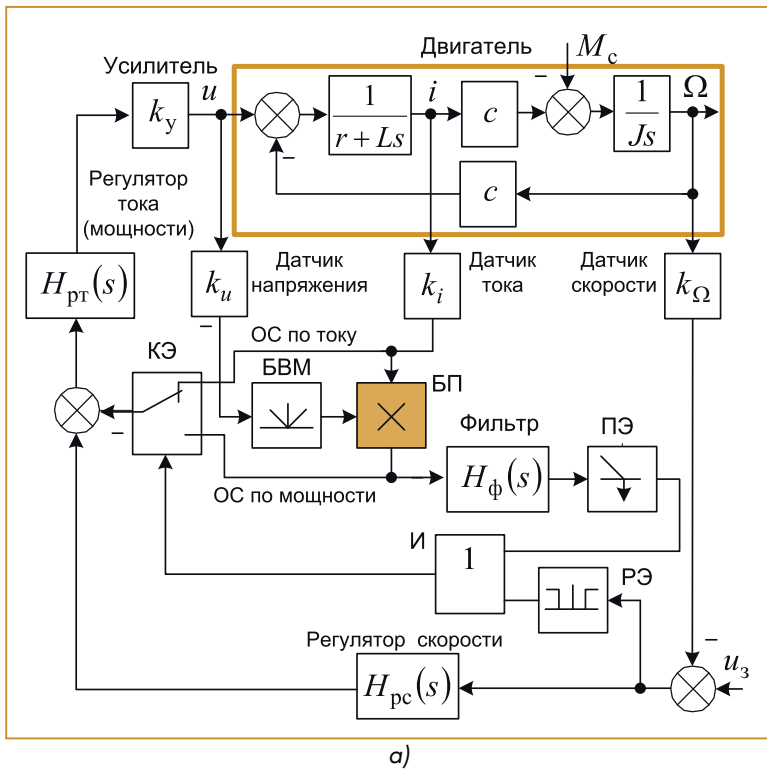 Двигатель
M_с
Усилитель
u
k_у
1
r + Ls
i
c
−
1
Js
Ω
−
c
Регулятор
тока
(мощности)
H_рт(s)
k_u
Датчик
напряжения
k_i
Датчик
тока
Датчик
скорости
k_Ω
−
ОС по току
КЭ
БВМ
БП
−
Фильтр
ПЭ
H_ф(s)
−
ОС по мощности
И
1
РЭ
Регулятор скорости
H_рс(s)
−
u_з
а)